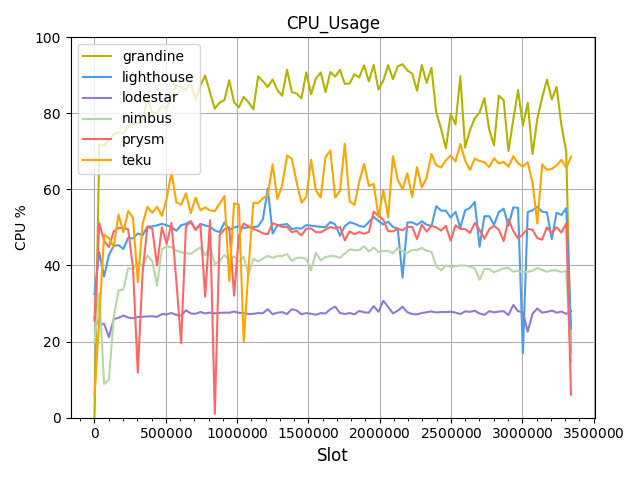 CPU_Usage
100
80
60
40
20
0
CPU %
grandine
lighthouse
lodestar
nimbus
prysm
teku
0 500000 1000000 1500000 2000000 2500000 3000000 3500000
Slot